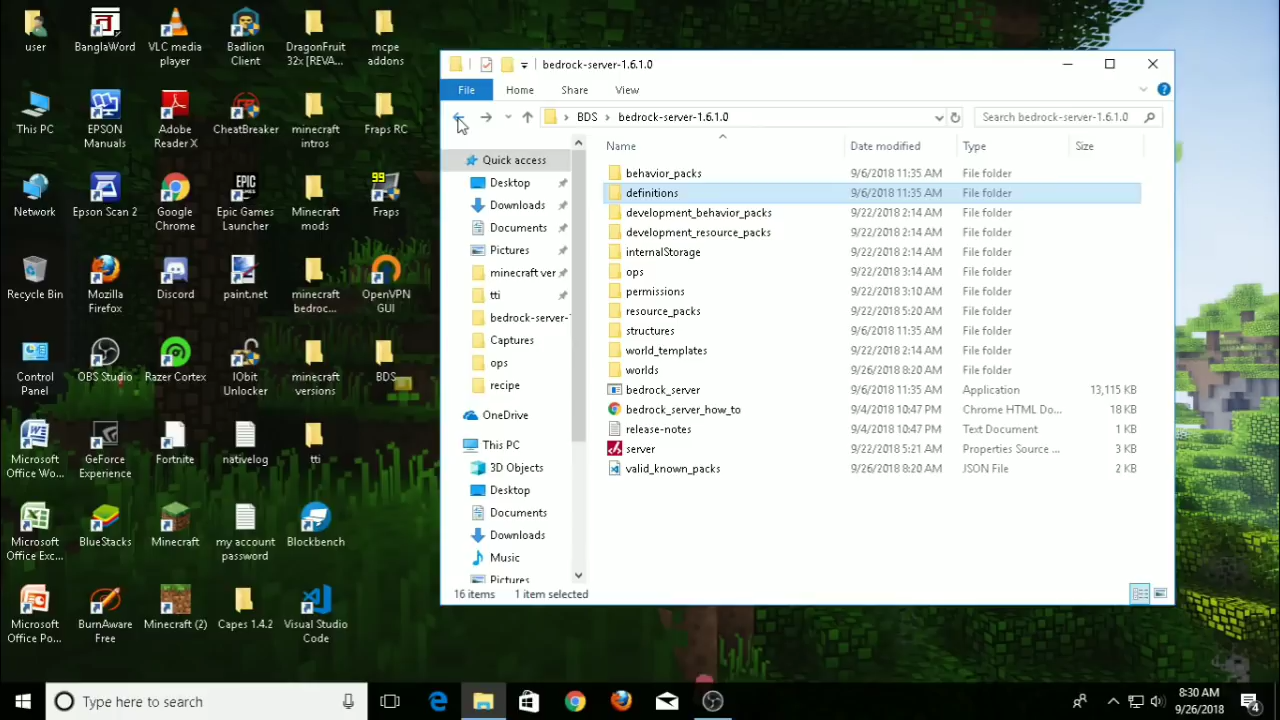 user
BanglaWord
VLC media
player
Badlion
Client
DragonFruit
32x [REVA...
mcpe
addons
This PC
EPSON
Manuals
Adobe
Reader X
CheatBreaker
minecraft
intros
Fraps RC
Network
Epson Scan 2
Google
Chrome
Epic Games
Launcher
Minecraft
mods
99
Fraps
Recycle Bin
Mozilla
Firefox
Discord
paint.net
minecraft
bedroc...
OpenVPN
GUI
Control
Panel
OBS Studio
Razer Cortex
IObit
Unlocker
minecraft
versions
BDS
Microsoft
Office Wo...
GeForce
Experience
Fortnite
nativelog
tti
Microsoft
Office Exc...
BlueStacks
Minecraft
my account
password
Blockbench
Microsoft
Office Po...
BurnAware
Free
Minecraft (2)
Capes 1.4.2
Visual Studio
Code
bedrock-server-1.6.1.0
File Home Share View
BDS bedrock-server-1.6.1.0
Search bedrock-server-1.6.1.0
Quick access
Desktop
Downloads
Documents
Pictures
minecraft ver
tti
bedrock-server-
Captures
ops
recipe
OneDrive
This PC
3D Objects
Desktop
Documents
Downloads
Music
Pictures
Name Date modified Type Size
behavior_packs 9/6/2018 11:35 AM File folder
definitions 9/6/2018 11:35 AM File folder
development_behavior_packs 9/22/2018 2:14 AM File folder
development_resource_packs 9/22/2018 2:14 AM File folder
internalStorage 9/22/2018 2:14 AM File folder
ops 9/22/2018 3:14 AM File folder
permissions 9/22/2018 3:10 AM File folder
resource_packs 9/22/2018 5:20 AM File folder
structures 9/6/2018 11:35 AM File folder
world_templates 9/22/2018 2:14 AM File folder
worlds 9/26/2018 8:20 AM File folder
bedrock_server 9/6/2018 11:35 AM Application 13,115 KB
bedrock_server_how_to 9/4/2018 10:47 PM Chrome HTML Do... 18 KB
release-notes 9/4/2018 10:47 PM Text Document 1 KB
server 9/22/2018 5:21 AM Properties Source ... 3 KB
valid_known_packs 9/26/2018 8:20 AM JSON File 2 KB
16 items 1 item selected
Type here to search
8:30 AM
9/26/2018
4